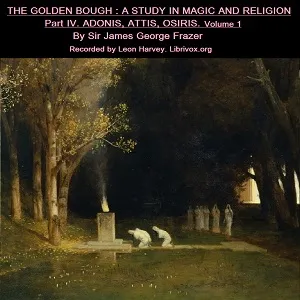 THE GOLDEN BOUGH : A STUDY IN MAGIC AND RELIGION
Part IV. ADONIS, ATTIS, OSIRIS. Volume 1
By Sir James George Frazer
Recorded by Leon Harvey. Librivox.org